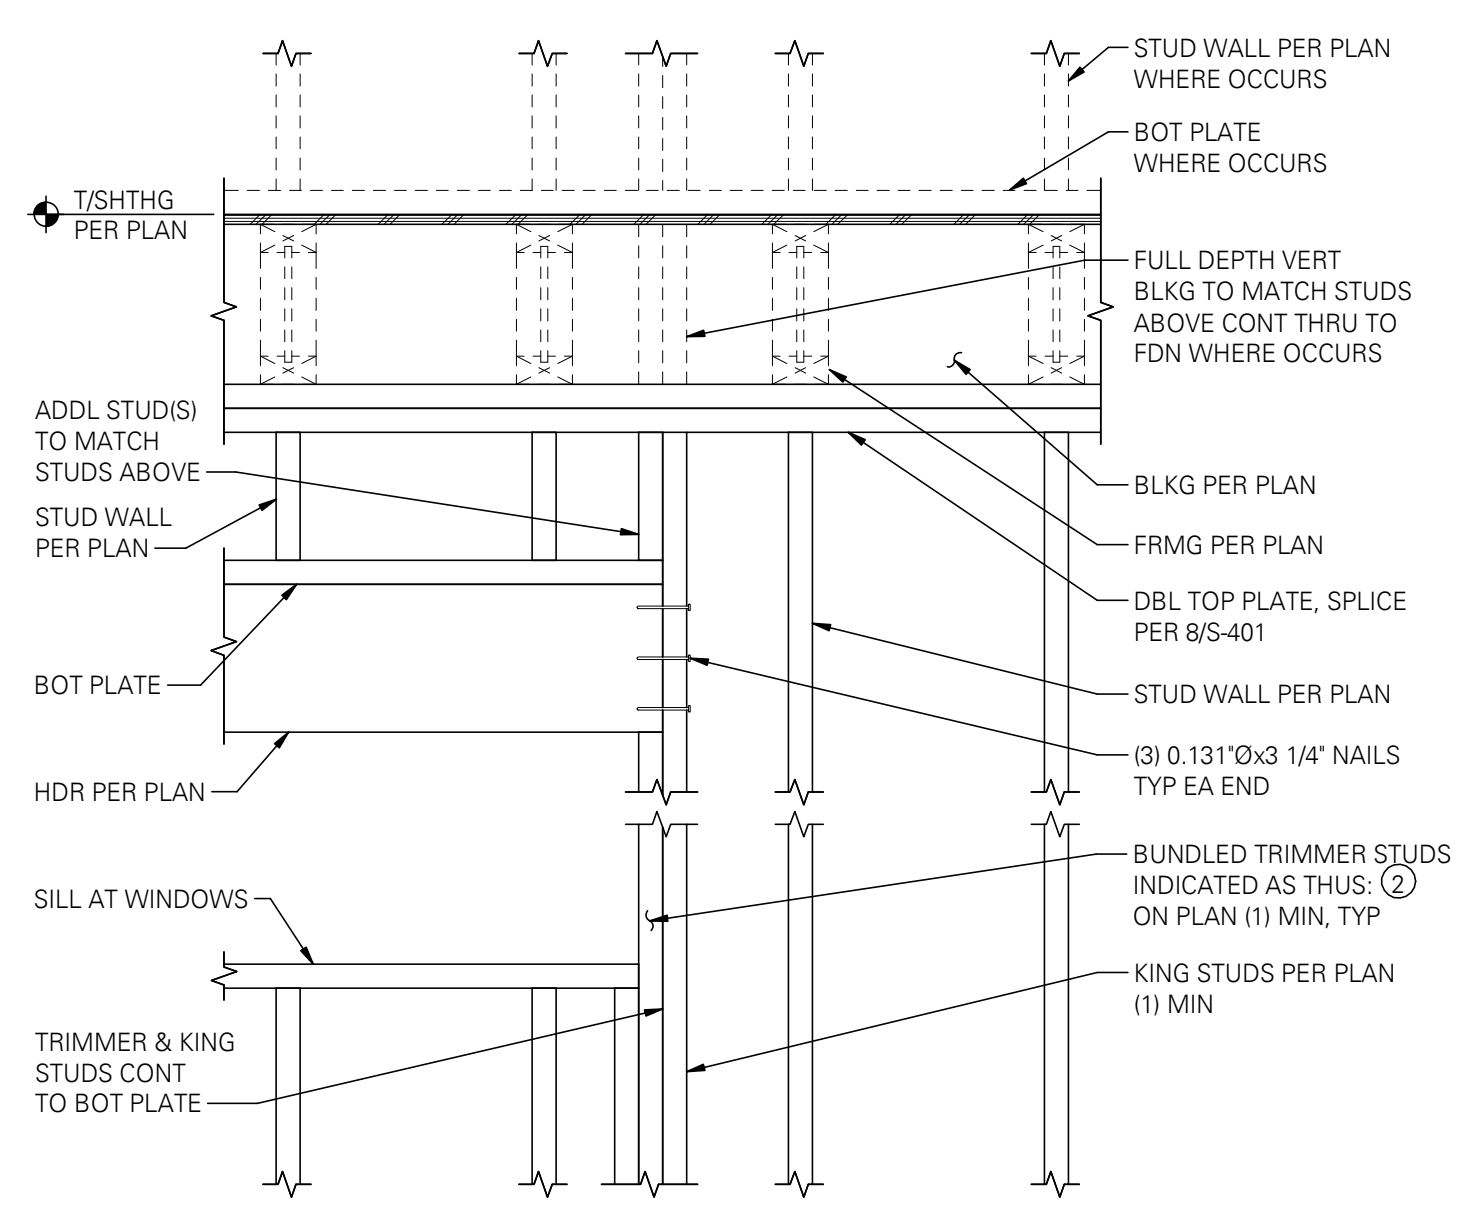 STUD WALL PER PLAN
WHERE OCCURS
BOT PLATE
WHERE OCCURS
T/SHTHG
PER PLAN
FULL DEPTH VERT
BLKG TO MATCH STUDS
ABOVE CONT THRU TO
FDN WHERE OCCURS
ADDL STUD(S)
TO MATCH
STUDS ABOVE
BLKG PER PLAN
STUD WALL
PER PLAN
FRMG PER PLAN
DBL TOP PLATE, SPLICE
PER 8/S-401
BOT PLATE
STUD WALL PER PLAN
(3) 0.131"Øx3 1/4" NAILS
TYP EA END
HDR PER PLAN
BUNDLED TRIMMER STUDS
INDICATED AS THUS: 2
ON PLAN (1) MIN, TYP
SILL AT WINDOWS
KING STUDS PER PLAN
(1) MIN
TRIMMER & KING
STUDS CONT
TO BOT PLATE